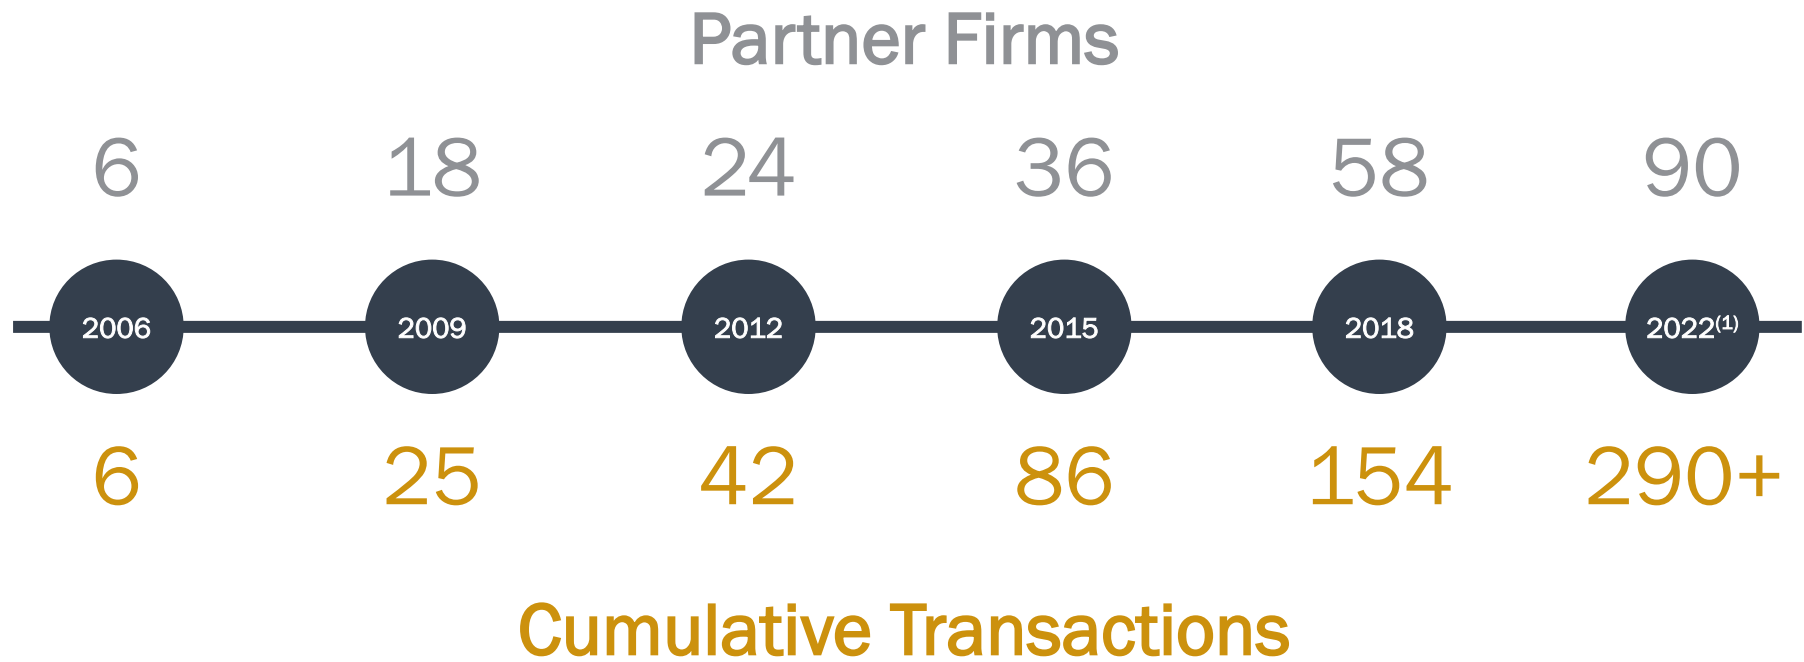 Partner Firms
6 18 24 36 58 90
2006 2009 2012 2015 2018 2022(1)
6 25 42 86 154 290+
Cumulative Transactions